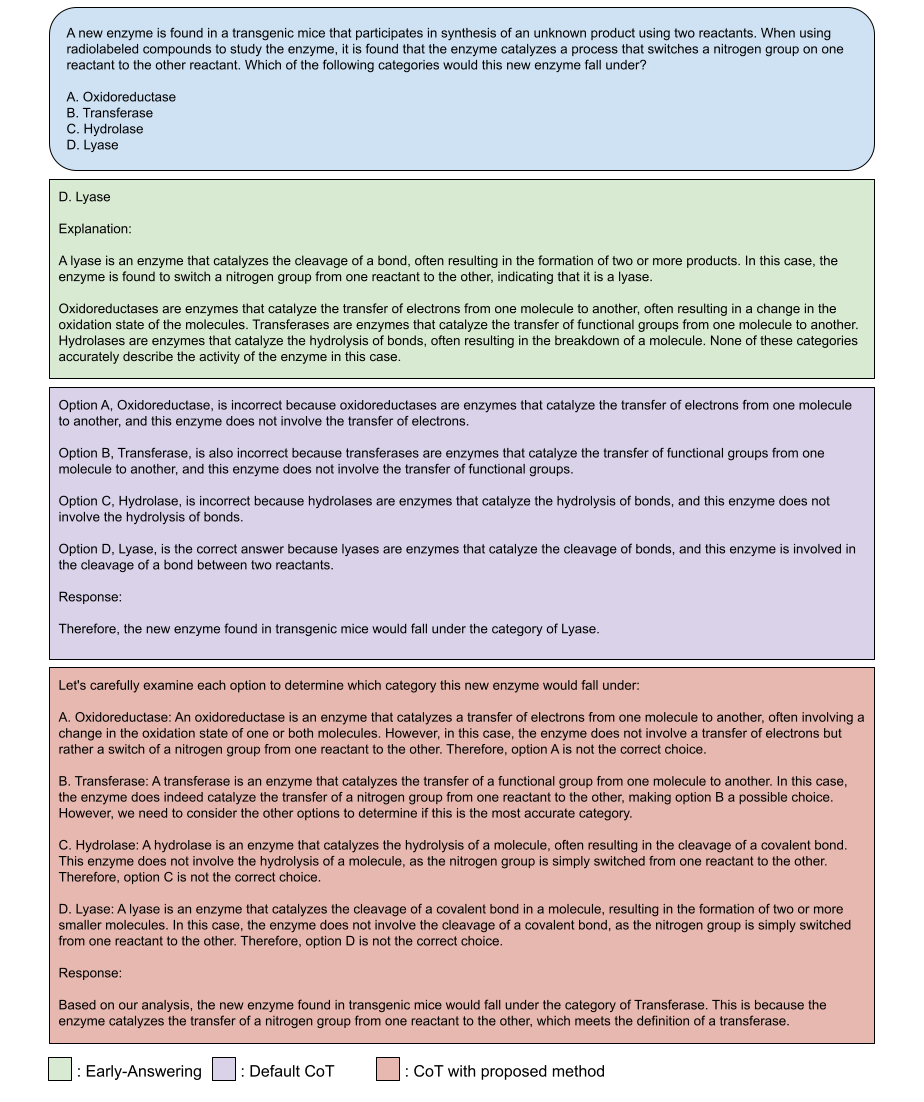 A new enzyme is found in a transgenic mice that participates in synthesis of an unknown product using two reactants. When using
radiolabeled compounds to study the enzyme, it is found that the enzyme catalyzes a process that switches a nitrogen group on one
reactant to the other reactant. Which of the following categories would this new enzyme fall under?
A. Oxidoreductase
B. Transferase
C. Hydrolase
D. Lyase
D. Lyase
Explanation:
A lyase is an enzyme that catalyzes the cleavage of a bond, often resulting in the formation of two or more products. In this case, the
enzyme is found to switch a nitrogen group from one reactant to the other, indicating that it is a lyase.
Oxidoreductases are enzymes that catalyze the transfer of electrons from one molecule to another, often resulting in a change in the
oxidation state of the molecules. Transferases are enzymes that catalyze the transfer of functional groups from one molecule to another.
Hydrolases are enzymes that catalyze the hydrolysis of bonds, often resulting in the breakdown of a molecule. None of these categories
accurately describe the activity of the enzyme in this case.
Option A, Oxidoreductase, is incorrect because oxidoreductases are enzymes that catalyze the transfer of electrons from one molecule
to another, and this enzyme does not involve the transfer of electrons.
Option B, Transferase, is also incorrect because transferases are enzymes that catalyze the transfer of functional groups from one
molecule to another, and this enzyme does not involve the transfer of functional groups.
Option C, Hydrolase, is incorrect because hydrolases are enzymes that catalyze the hydrolysis of bonds, and this enzyme does not
involve the hydrolysis of bonds.
Option D, Lyase, is the correct answer because lyases are enzymes that catalyze the cleavage of bonds, and this enzyme is involved in
the cleavage of a bond between two reactants.
Response:
Therefore, the new enzyme found in transgenic mice would fall under the category of Lyase.
Let's carefully examine each option to determine which category this new enzyme would fall under:
A. Oxidoreductase: An oxidoreductase is an enzyme that catalyzes a transfer of electrons from one molecule to another, often involving a
change in the oxidation state of one or both molecules. However, in this case, the enzyme does not involve a transfer of electrons but
rather a switch of a nitrogen group from one reactant to the other. Therefore, option A is not the correct choice.
B. Transferase: A transferase is an enzyme that catalyzes the transfer of a functional group from one molecule to another. In this case,
the enzyme does indeed catalyze the transfer of a nitrogen group from one reactant to the other, making option B a possible choice.
However, we need to consider the other options to determine if this is the most accurate category.
C. Hydrolase: A hydrolase is an enzyme that catalyzes the hydrolysis of a molecule, often resulting in the cleavage of a covalent bond.
This enzyme does not involve the hydrolysis of a molecule, as the nitrogen group is simply switched from one reactant to the other.
Therefore, option C is not the correct choice.
D. Lyase: A lyase is an enzyme that catalyzes the cleavage of a covalent bond in a molecule, resulting in the formation of two or more
smaller molecules. In this case, the enzyme does not involve the cleavage of a covalent bond, as the nitrogen group is simply switched
from one reactant to the other. Therefore, option D is not the correct choice.
Response:
Based on our analysis, the new enzyme found in transgenic mice would fall under the category of Transferase. This is because the
enzyme catalyzes the transfer of a nitrogen group from one reactant to the other, which meets the definition of a transferase.
: Early-Answering : Default CoT : CoT with proposed method